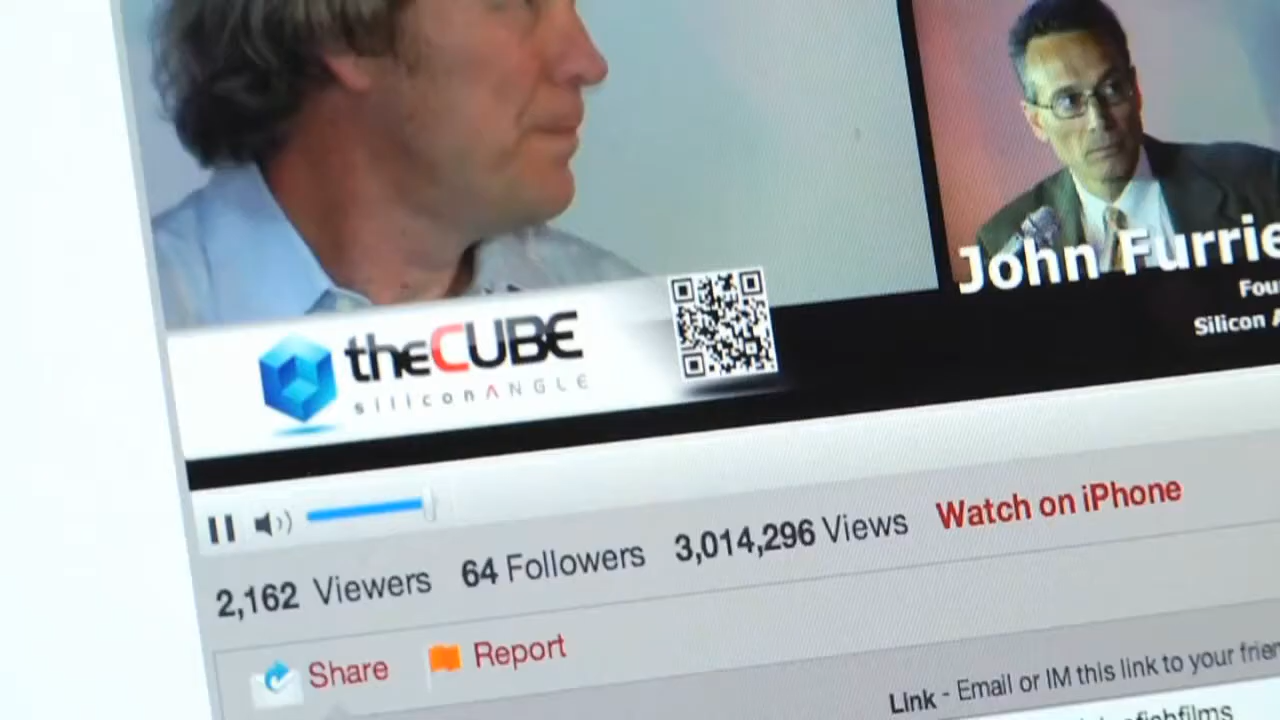 John Furrie
Fou
Silicon A
theCUBE
siliconANGLE
2,162 Viewers 64 Followers 3,014,296 Views Watch on iPhone
Share Report
Link - Email or IM this link to your frien